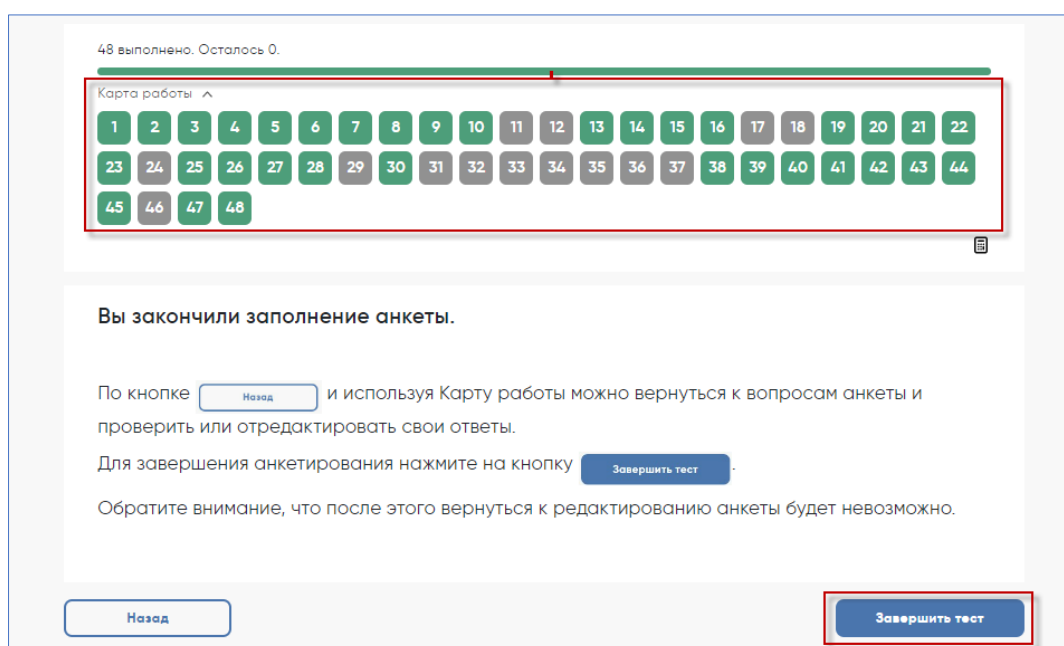 48 выполнено. Осталось 0.
Карта работы
1 2 3 4 5 6 7 8 9 10 11 12 13 14 15 16 17 18 19 20 21 22
23 24 25 26 27 28 29 30 31 32 33 34 35 36 37 38 39 40 41 42 43 44
45 46 47 48
Вы закончили заполнение анкеты.
По кнопке Назад и используя Карту работы можно вернуться к вопросам анкеты и
проверить или отредактировать свои ответы.
Для завершения анкетирования нажмите на кнопку Завершить тест .
Обратите внимание, что после этого вернуться к редактированию анкеты будет невозможно.
Назад Завершить тест